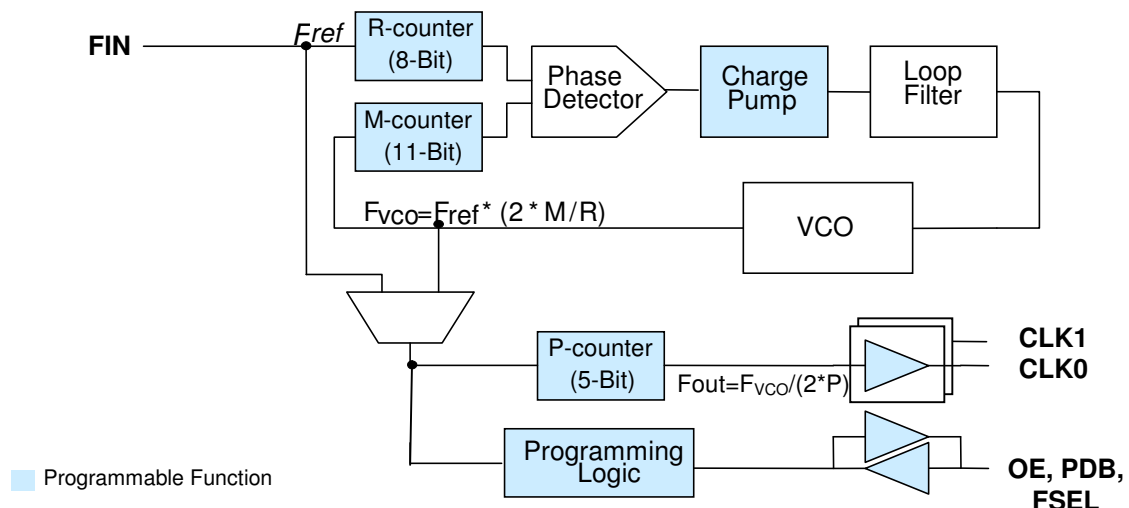 FIN
Fref
R-counter
(8-Bit)
Phase
Detector
Charge
Pump
Loop
Filter
M-counter
(11-Bit)
Fvco=Fref* (2 * M/R)
VCO
P-counter
(5-Bit)
Fout=FVCO/(2*P)
CLK1
CLK0
Programming
Logic
OE, PDB,
FSEL
Programmable Function